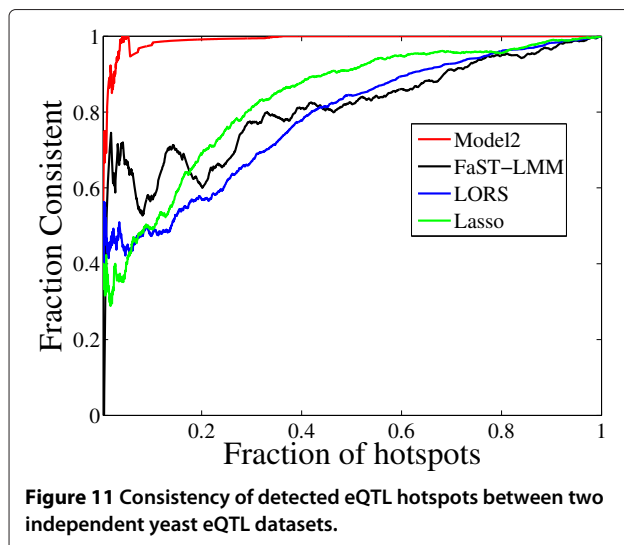 1
0.8
0.6
0.4
0.2
0
Fraction Consistent
Model2
FaST−LMM
LORS
Lasso
0.2 0.4 0.6 0.8 1
Fraction of hotspots
Figure 11 Consistency of detected eQTL hotspots between two
independent yeast eQTL datasets.